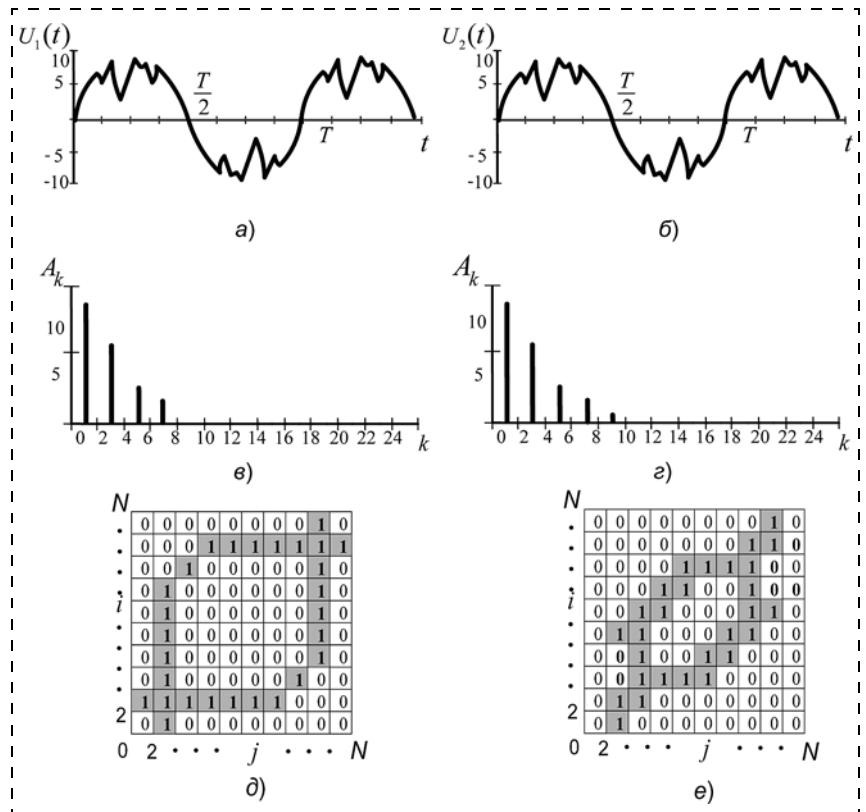 U₁(t)
10
5
-5
-10
T/2
T
t
а)
U₂(t)
10
5
-5
-10
T/2
T
t
б)
Aₖ
10
5
0 2 4 6 8 10 12 14 16 18 20 22 24 k
в)
Aₖ
10
5
0 2 4 6 8 10 12 14 16 18 20 22 24 k
г)
N
0 0 0 0 0 0 0 0 1 0
0 0 0 1 1 1 1 1 1 1
0 0 1 0 0 0 0 0 1 0
i 0 1 0 0 0 0 0 0 1 0
0 1 0 0 0 0 0 0 1 0
0 1 0 0 0 0 0 0 1 0
0 1 0 0 0 0 0 0 1 0
0 1 0 0 0 0 0 1 0 0
2 1 1 1 1 1 1 1 0 0 0
0 1 0 0 0 0 0 0 0 0
0 2 · · · j · · · N
д)
N
0 0 0 0 0 0 0 0 1 0
0 0 0 0 0 0 0 1 1 0
0 0 0 0 1 1 1 1 0 0
i 0 0 0 1 1 0 0 1 0 0
0 0 1 1 0 0 0 1 1 0
0 1 1 0 0 0 1 1 0 0
0 0 1 0 0 1 1 0 0 0
0 0 1 1 1 1 0 0 0 0
2 0 1 1 0 0 0 0 0 0 0
0 1 0 0 0 0 0 0 0 0
0 2 · · · j · · · N
е)